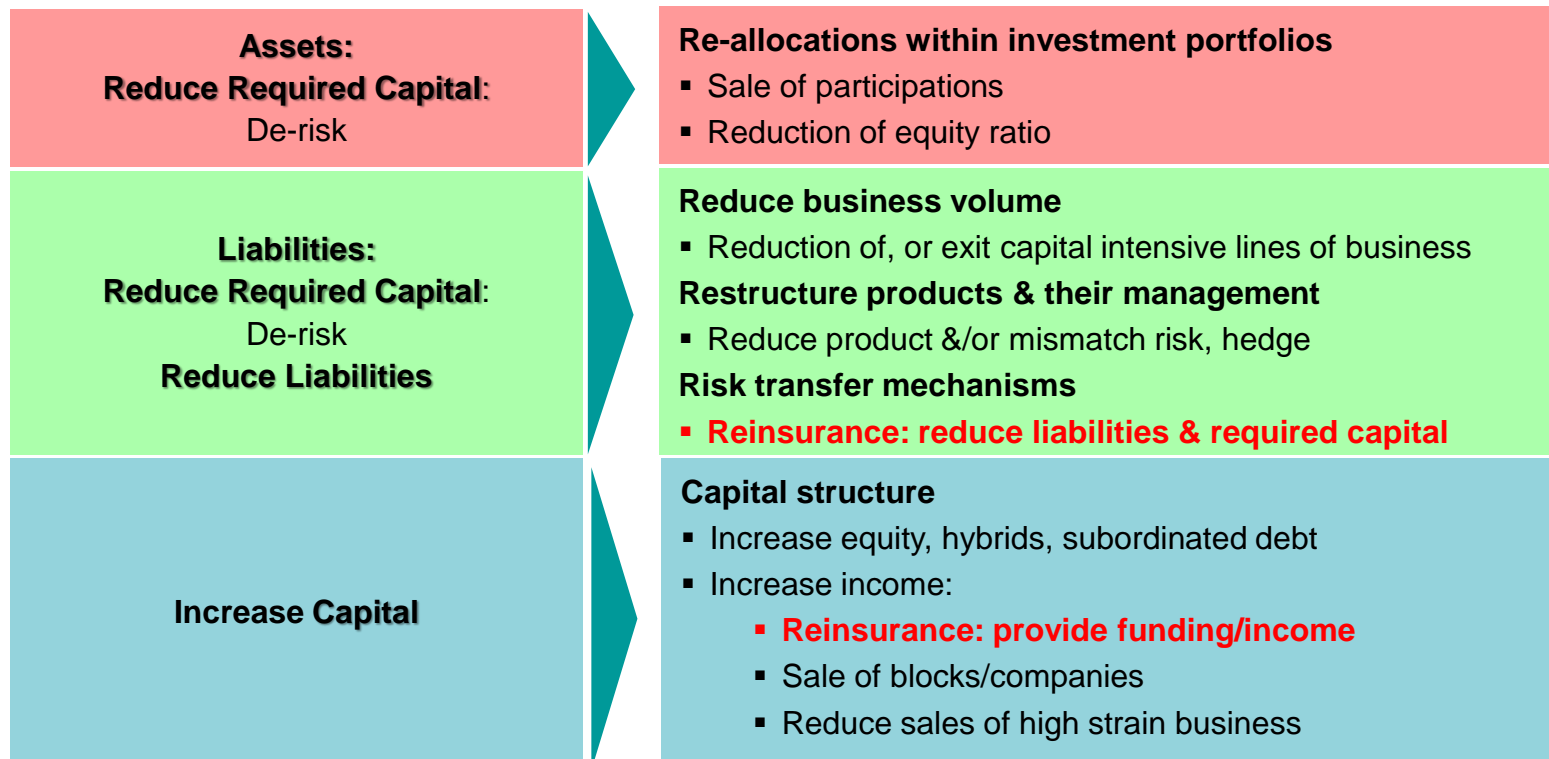 Assets:
Reduce Required Capital:
De-risk
Re-allocations within investment portfolios
▪ Sale of participations
▪ Reduction of equity ratio
Liabilities:
Reduce Required Capital:
De-risk
Reduce Liabilities
Reduce business volume
▪ Reduction of, or exit capital intensive lines of business
Restructure products & their management
▪ Reduce product &/or mismatch risk, hedge
Risk transfer mechanisms
▪ Reinsurance: reduce liabilities & required capital
Increase Capital
Capital structure
▪ Increase equity, hybrids, subordinated debt
▪ Increase income:
▪ Reinsurance: provide funding/income
▪ Sale of blocks/companies
▪ Reduce sales of high strain business